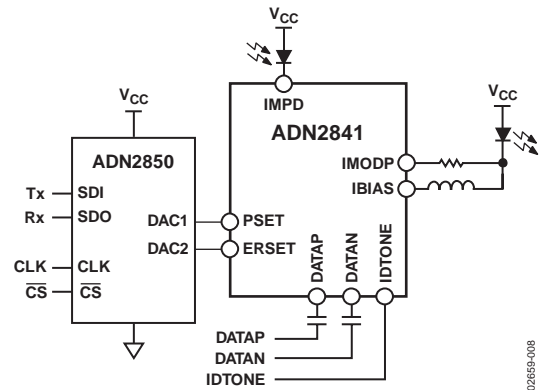 VCC
IMPD
VCC
VCC
ADN2841
ADN2850
IMODP
IBIAS
Tx
SDI
Rx
SDO
DAC1
PSET
DAC2
ERSET
CLK
CLK
CS
CS
DATAP
DATAN
IDTONE
DATAP
DATAN
IDTONE
02659-008